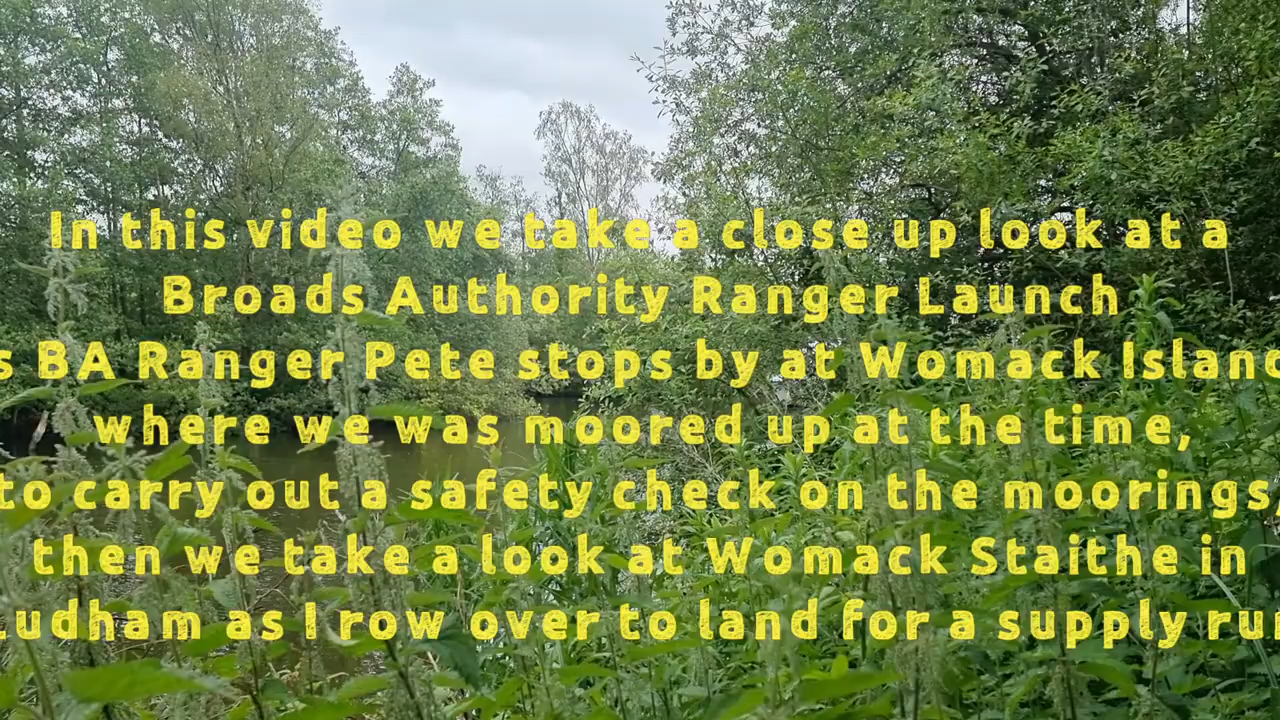 In this video we take a close up look at a
Broads Authority Ranger Launch
s BA Ranger Pete stops by at Womack Islan
where we was moored up at the time,
to carry out a safety check on the moorings,
then we take a look at Womack Staithe in
Ludham as I row over to land for a supply run